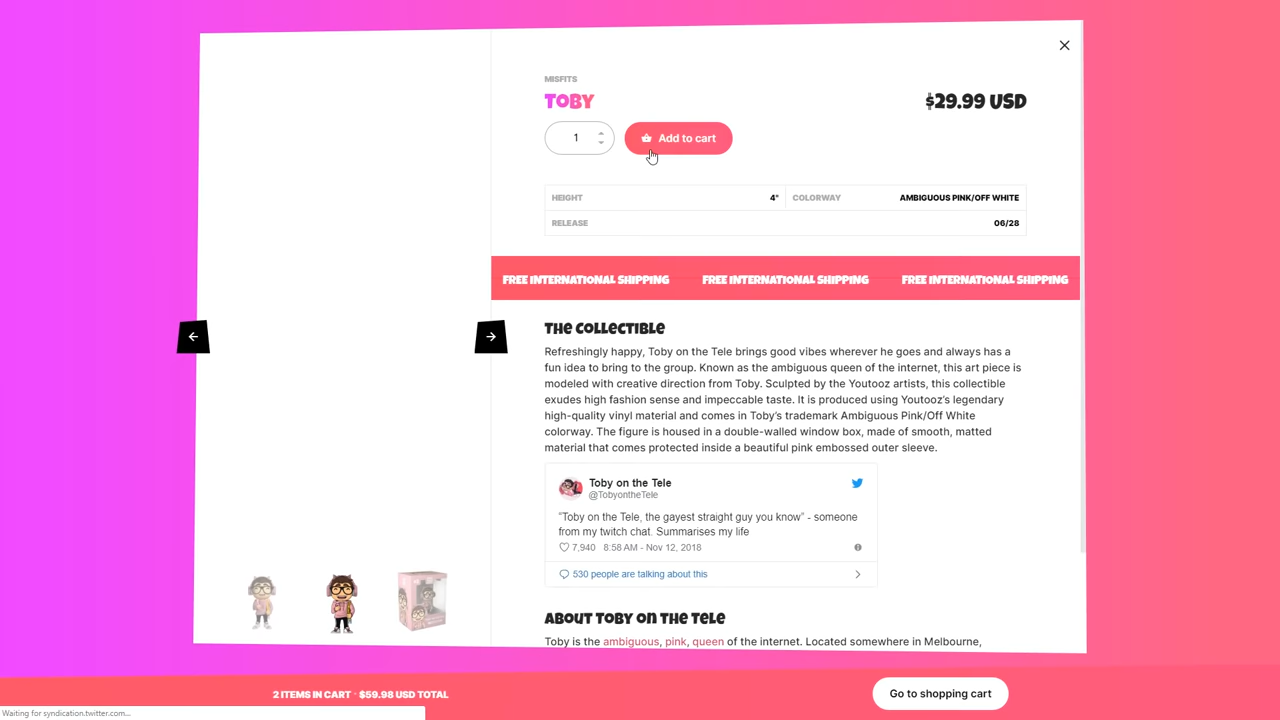 MISFITS
TOBY
$29.99 USD
1
Add to cart
HEIGHT 4" COLORWAY AMBIGUOUS PINK/OFF WHITE
RELEASE 06/28
FREE INTERNATIONAL SHIPPING FREE INTERNATIONAL SHIPPING FREE INTERNATIONAL SHIPPING
THE COLLECTIBLE
Refreshingly happy, Toby on the Tele brings good vibes wherever he goes and always has a
fun idea to bring to the group. Known as the ambiguous queen of the internet, this art piece is
modeled with creative direction from Toby. Sculpted by the Youtooz artists, this collectible
exudes high fashion sense and impeccable taste. It is produced using Youtooz's legendary
high-quality vinyl material and comes in Toby's trademark Ambiguous Pink/Off White
colorway. The figure is housed in a double-walled window box, made of smooth, matted
material that comes protected inside a beautiful pink embossed outer sleeve.
Toby on the Tele
@TobyontheTele
"Toby on the Tele, the gayest straight guy you know" - someone
from my twitch chat. Summarises my life
7,940 8:58 AM - Nov 12, 2018
530 people are talking about this
ABOUT TOBY ON THE TELE
Toby is the ambiguous, pink, queen of the internet. Located somewhere in Melbourne,
2 ITEMS IN CART · $59.98 USD TOTAL
Go to shopping cart
Waiting for syndication.twitter.com...